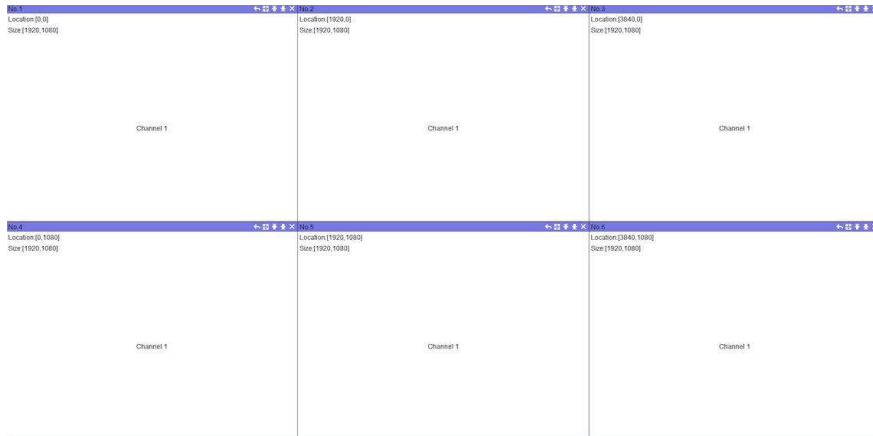 No.1
Location:[0,0]
Size:[1920,1080]
Channel 1
No.2
Location:[1920,0]
Size:[1920,1080]
Channel 1
No.3
Location:[3840,0]
Size:[1920,1080]
Channel 1
No.4
Location:[0,1080]
Size:[1920,1080]
Channel 1
No.5
Location:[1920,1080]
Size:[1920,1080]
Channel 1
No.6
Location:[3840,1080]
Size:[1920,1080]
Channel 1